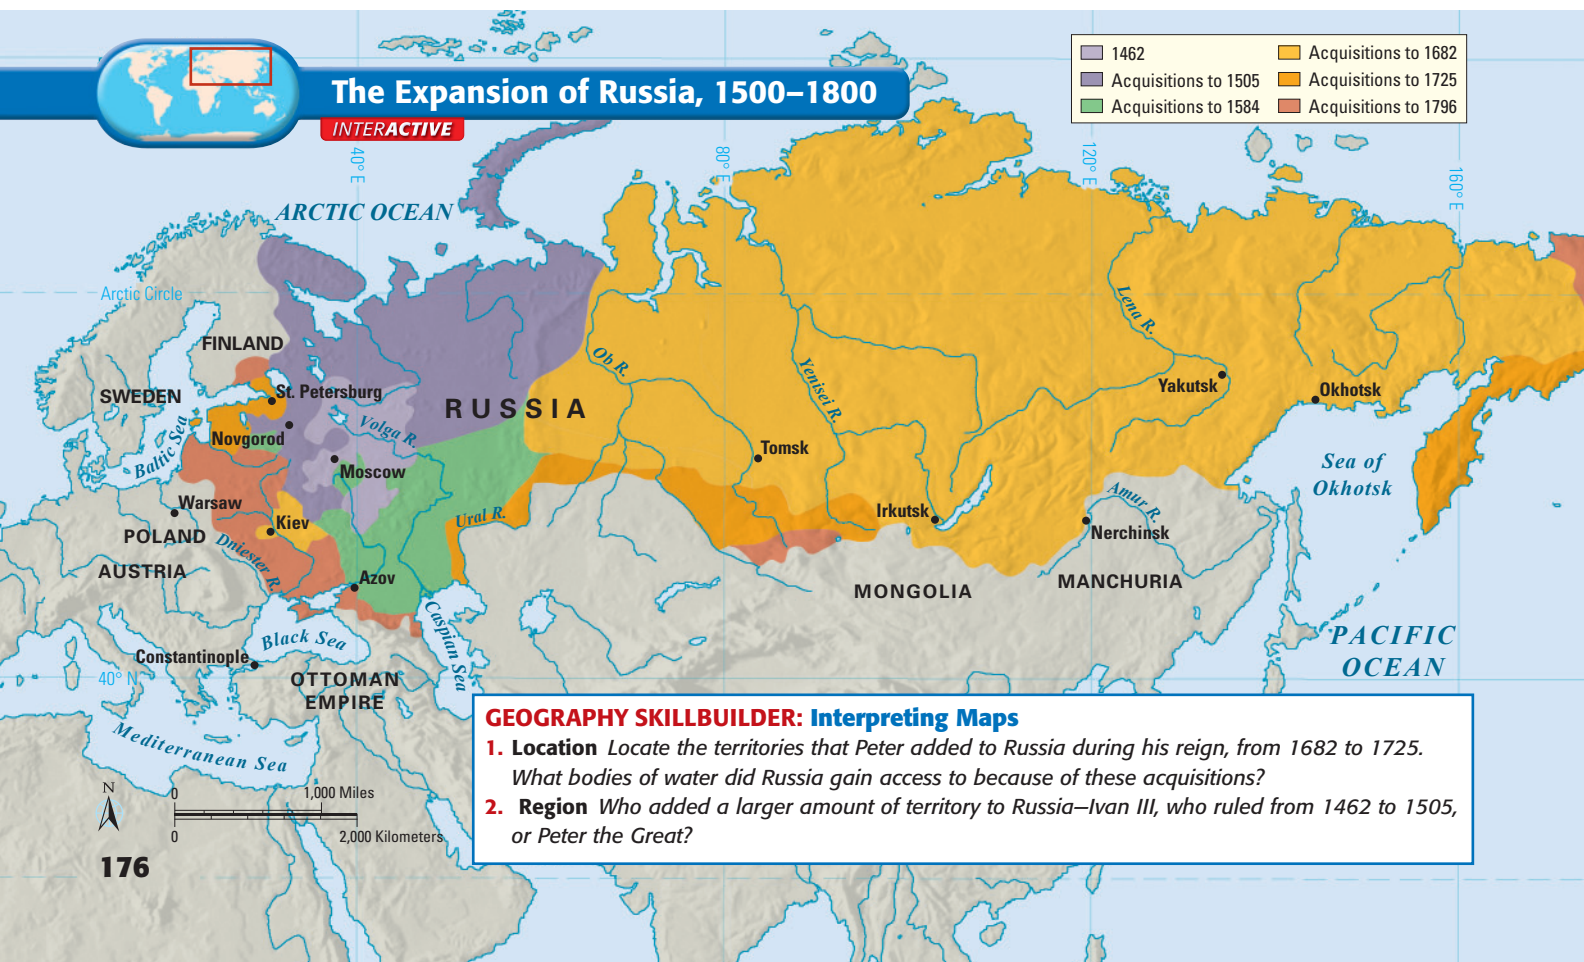 The Expansion of Russia, 1500–1800
INTERACTIVE
1462
Acquisitions to 1505
Acquisitions to 1584
Acquisitions to 1682
Acquisitions to 1725
Acquisitions to 1796
40° E
80° E
120° E
160° E
ARCTIC OCEAN
Arctic Circle
FINLAND
SWEDEN
St. Petersburg
RUSSIA
Baltic Sea
Novgorod
Volga R.
Moscow
Ob R.
Yenisei R.
Lena R.
Yakutsk
Okhotsk
Tomsk
Sea of
Okhotsk
Warsaw
Kiev
POLAND
Dniester R.
AUSTRIA
Ural R.
Azov
Irkutsk
Amur R.
Nerchinsk
MONGOLIA
MANCHURIA
Black Sea
Caspian Sea
Constantinople
40° N
OTTOMAN
EMPIRE
PACIFIC
OCEAN
Mediterranean Sea
N
0
1,000 Miles
0
2,000 Kilometers
176
GEOGRAPHY SKILLBUILDER: Interpreting Maps
1. Location Locate the territories that Peter added to Russia during his reign, from 1682 to 1725.
What bodies of water did Russia gain access to because of these acquisitions?
2. Region Who added a larger amount of territory to Russia—Ivan III, who ruled from 1462 to 1505,
or Peter the Great?